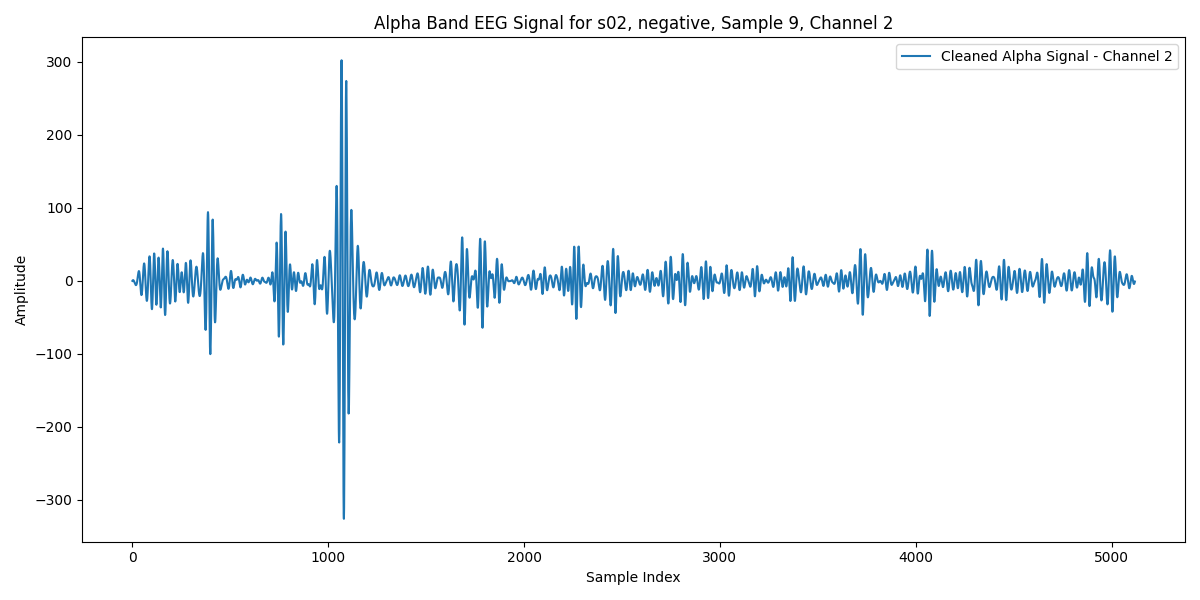 Alpha Band EEG Signal for s02, negative, Sample 9, Channel 2
Cleaned Alpha Signal - Channel 2
300
200
100
0
−100
−200
−300
Amplitude
0 1000 2000 3000 4000 5000
Sample Index